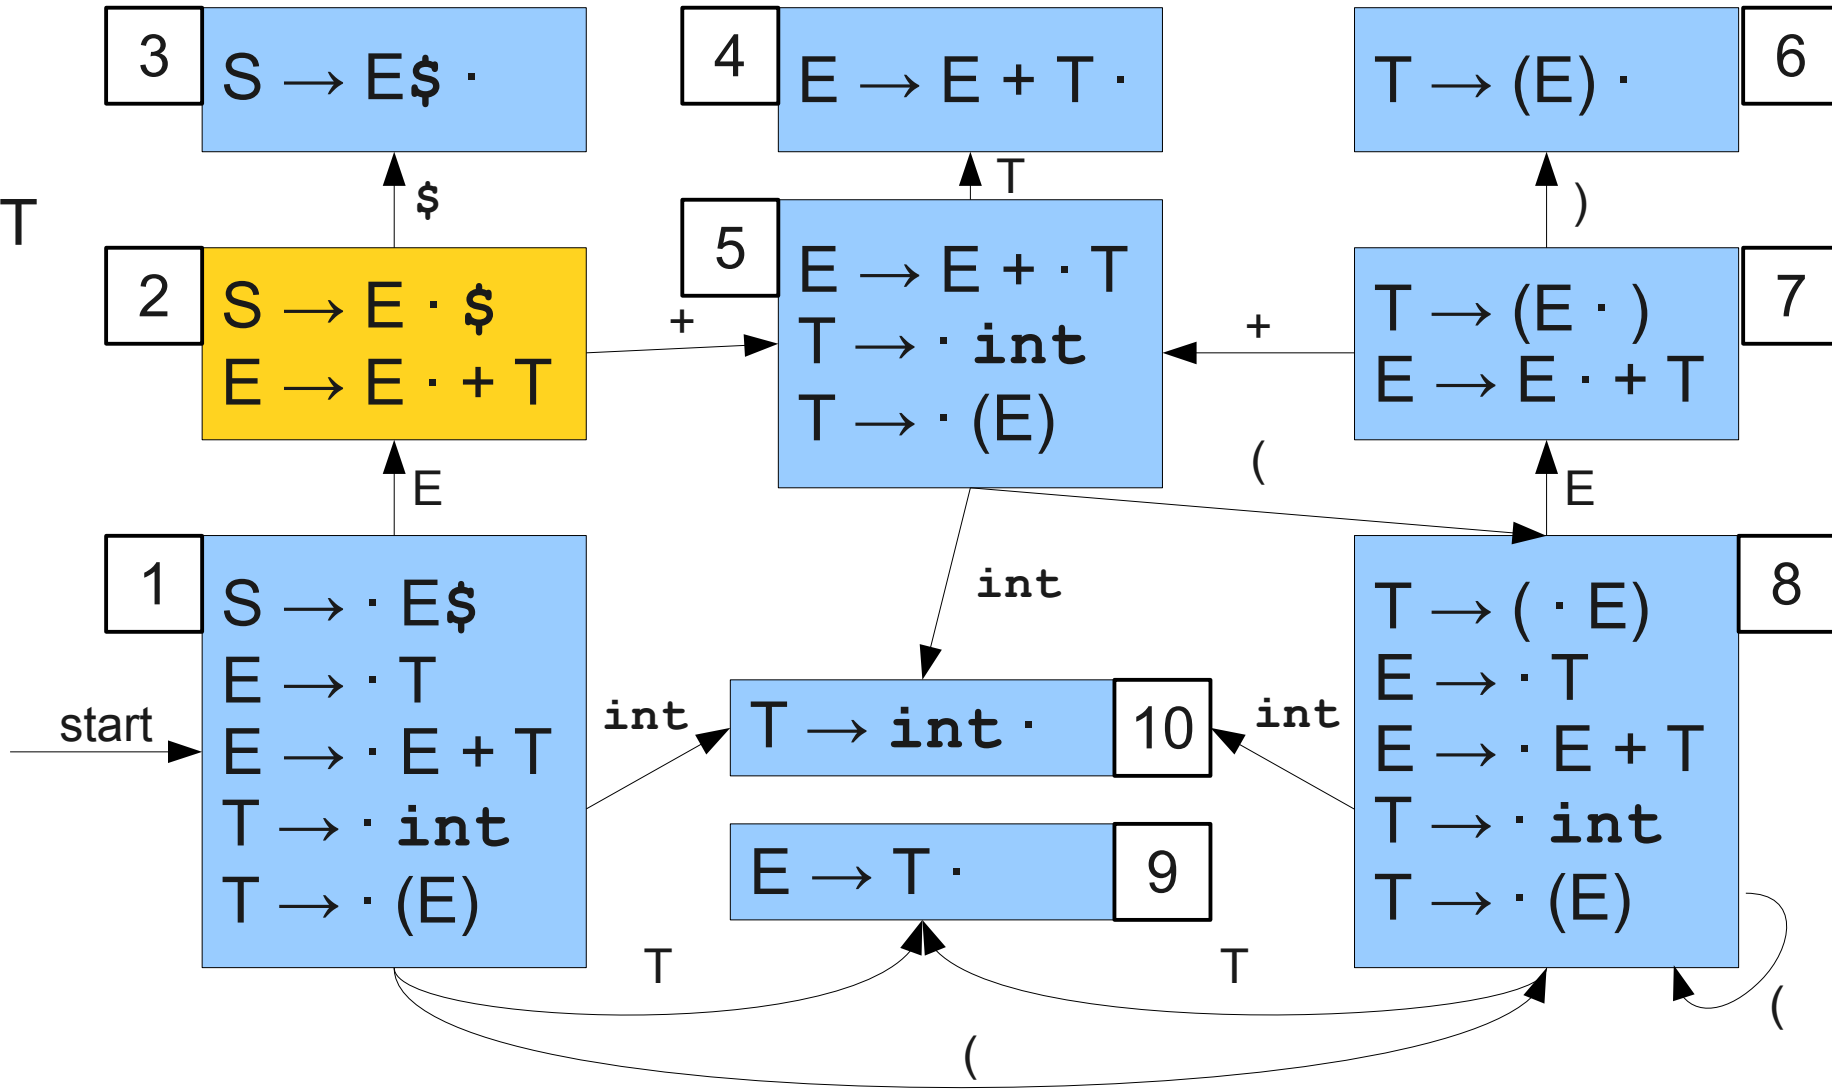 3
S → E$ ·
4
E → E + T ·
6
T → (E) ·
$
T
)
T
2
S → E · $
E → E · + T
+
5
E → E + · T
T → · int
T → · (E)
+
7
T → (E · )
E → E · + T
E
(
E
1
S → · E$
E → · T
E → · E + T
T → · int
T → · (E)
start
int
int
10
T → int ·
int
9
E → T ·
8
T → ( · E)
E → · T
E → · E + T
T → · int
T → · (E)
T
T
(
(